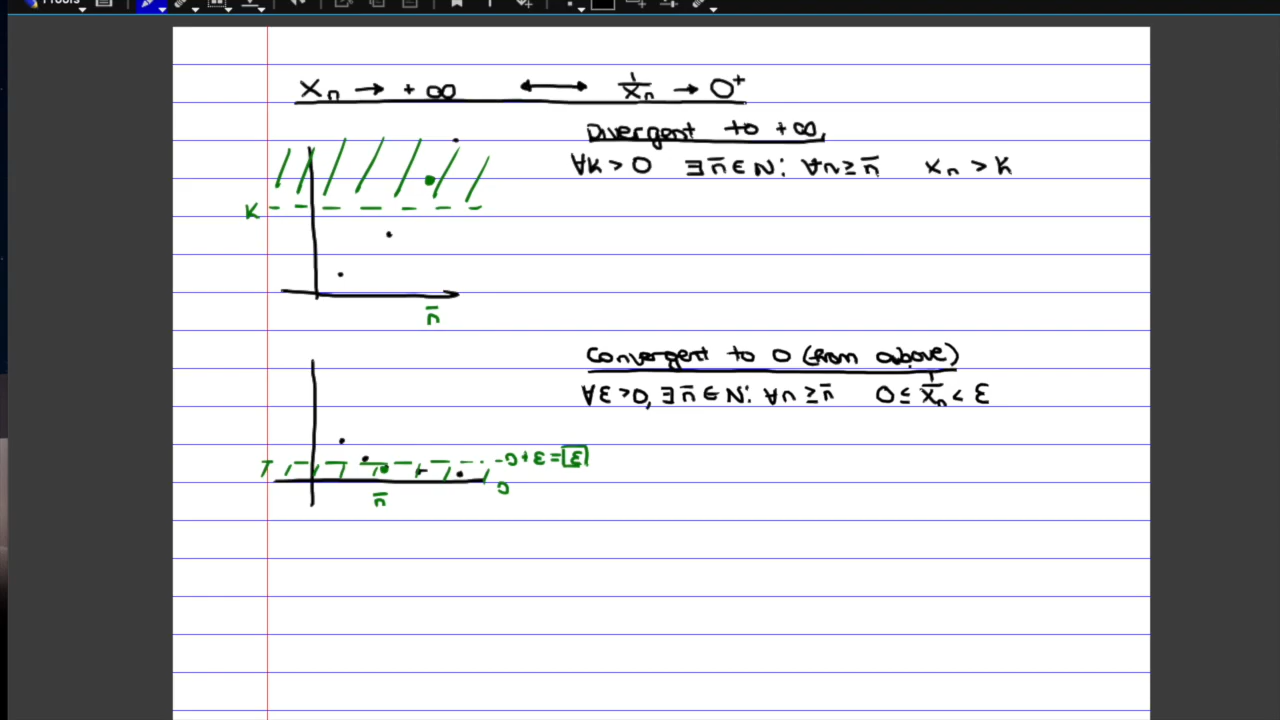 Proofs
xₙ → +∞ ⟷ 1/xₙ → 0⁺
Divergent to +∞,
∀K > 0 ∃n̄ ∈ N: ∀n ≥ n̄ xₙ > K
K
n̄
Convergent to 0 (from above)
∀ε > 0, ∃n̄ ∈ N: ∀n ≥ n̄ 0 ≤ 1/xₙ < ε
0 + ε = ε
0
n̄